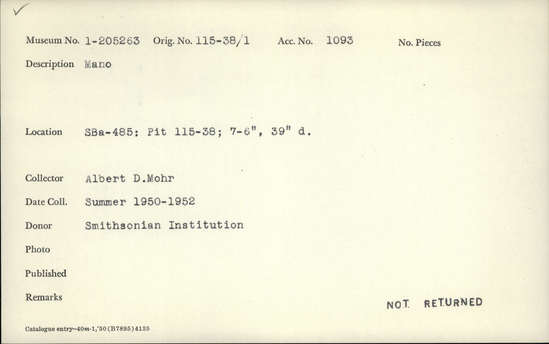 Museum No. 1-205263 Orig. No. 115-38/1 Acc. No. 1093 No. Pieces
Description Mano
Location SBa-485; Pit 115-38; 7-6", 39" d.
Collector Albert D.Mohr
Date Coll. Summer 1950-1952
Donor Smithsonian Institution
Photo
Published
Remarks
NOT RETURNED
Catalogue entry—40m-1,'50(B7895)4155